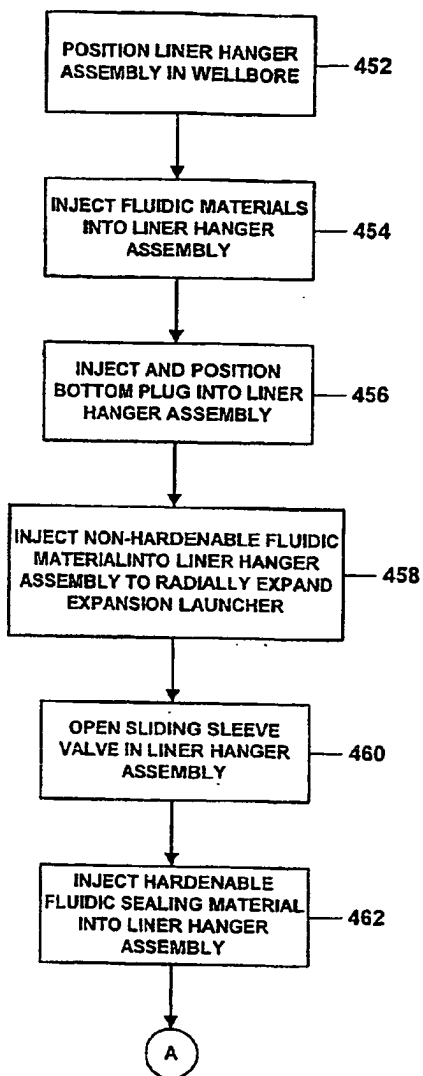 POSITION LINER HANGER
ASSEMBLY IN WELLBORE
452
INJECT FLUIDIC MATERIALS
INTO LINER HANGER
ASSEMBLY
454
INJECT AND POSITION
BOTTOM PLUG INTO LINER
HANGER ASSEMBLY
456
INJECT NON-HARDENABLE FLUIDIC
MATERIALINTO LINER HANGER
ASSEMBLY TO RADIALLY EXPAND
EXPANSION LAUNCHER
458
OPEN SLIDING SLEEVE
VALVE IN LINER HANGER
ASSEMBLY
460
INJECT HARDENABLE
FLUIDIC SEALING MATERIAL
INTO LINER HANGER
ASSEMBLY
462
A